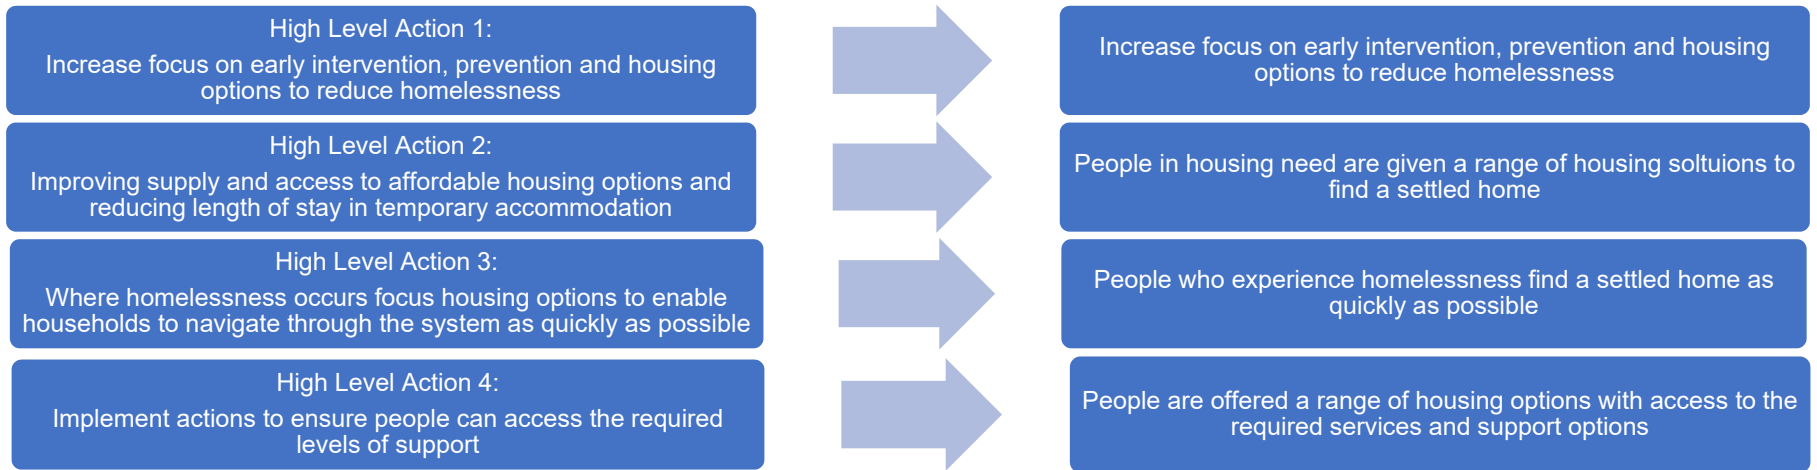 High Level Action 1:
Increase focus on early intervention, prevention and housing
options to reduce homelessness
Increase focus on early intervention, prevention and housing
options to reduce homelessness
High Level Action 2:
Improving supply and access to affordable housing options and
reducing length of stay in temporary accommodation
People in housing need are given a range of housing soltuions to
find a settled home
High Level Action 3:
Where homelessness occurs focus housing options to enable
households to navigate through the system as quickly as possible
People who experience homelessness find a settled home as
quickly as possible
High Level Action 4:
Implement actions to ensure people can access the required
levels of support
People are offered a range of housing options with access to the
required services and support options